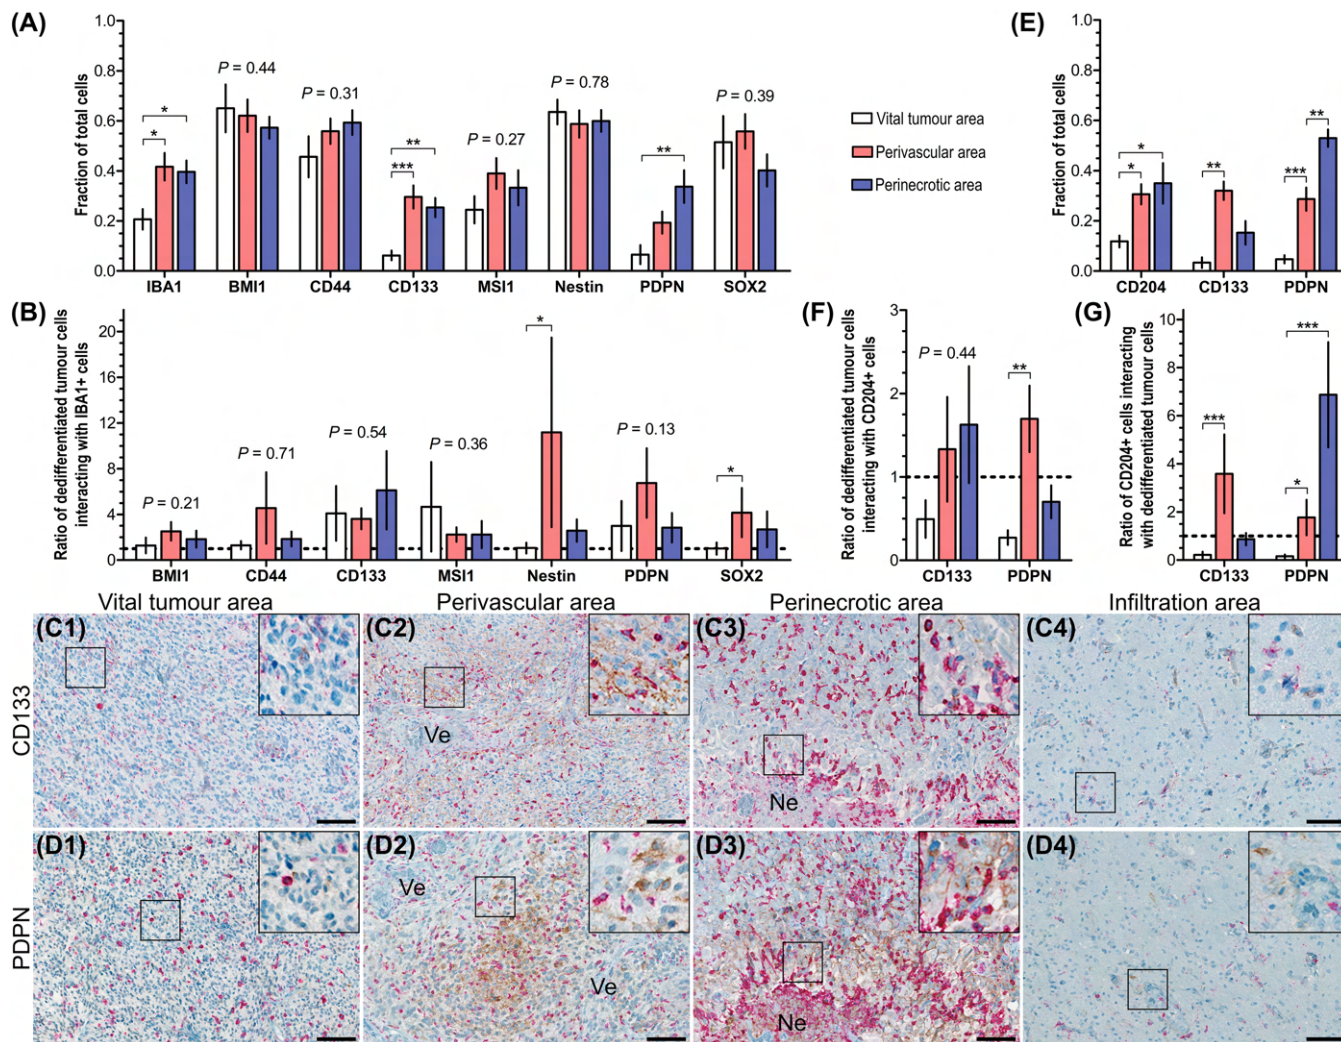 (A)
Fraction of total cells
1.0
0.8
0.6
0.4
0.2
0.0
*
*
P = 0.44
P = 0.31
***
**
P = 0.27
P = 0.78
**
P = 0.39
IBA1 BMI1 CD44 CD133 MSI1 Nestin PDPN SOX2
Vital tumour area
Perivascular area
Perinecrotic area
(E)
Fraction of total cells
1.0
0.8
0.6
0.4
0.2
0.0
*
*
**
***
**
CD204 CD133 PDPN
(B)
Ratio of dedifferentiated tumour cells
interacting with IBA1+ cells
20
16
12
8
4
0
P = 0.21
P = 0.71
P = 0.54
P = 0.36
*
P = 0.13
*
BMI1 CD44 CD133 MSI1 Nestin PDPN SOX2
(F)
Ratio of dedifferentiated tumour cells
interacting with CD204+ cells
3
2
1
0
P = 0.44
**
CD133 PDPN
(G)
Ratio of CD204+ cells interacting
with dedifferentiated tumour cells
10
8
6
4
2
0
***
*
***
CD133 PDPN
Vital tumour area Perivascular area Perinecrotic area Infiltration area
CD133
(C1) (C2) (C3) (C4)
Ve
Ne
PDPN
(D1) (D2) (D3) (D4)
Ve
Ve
Ne